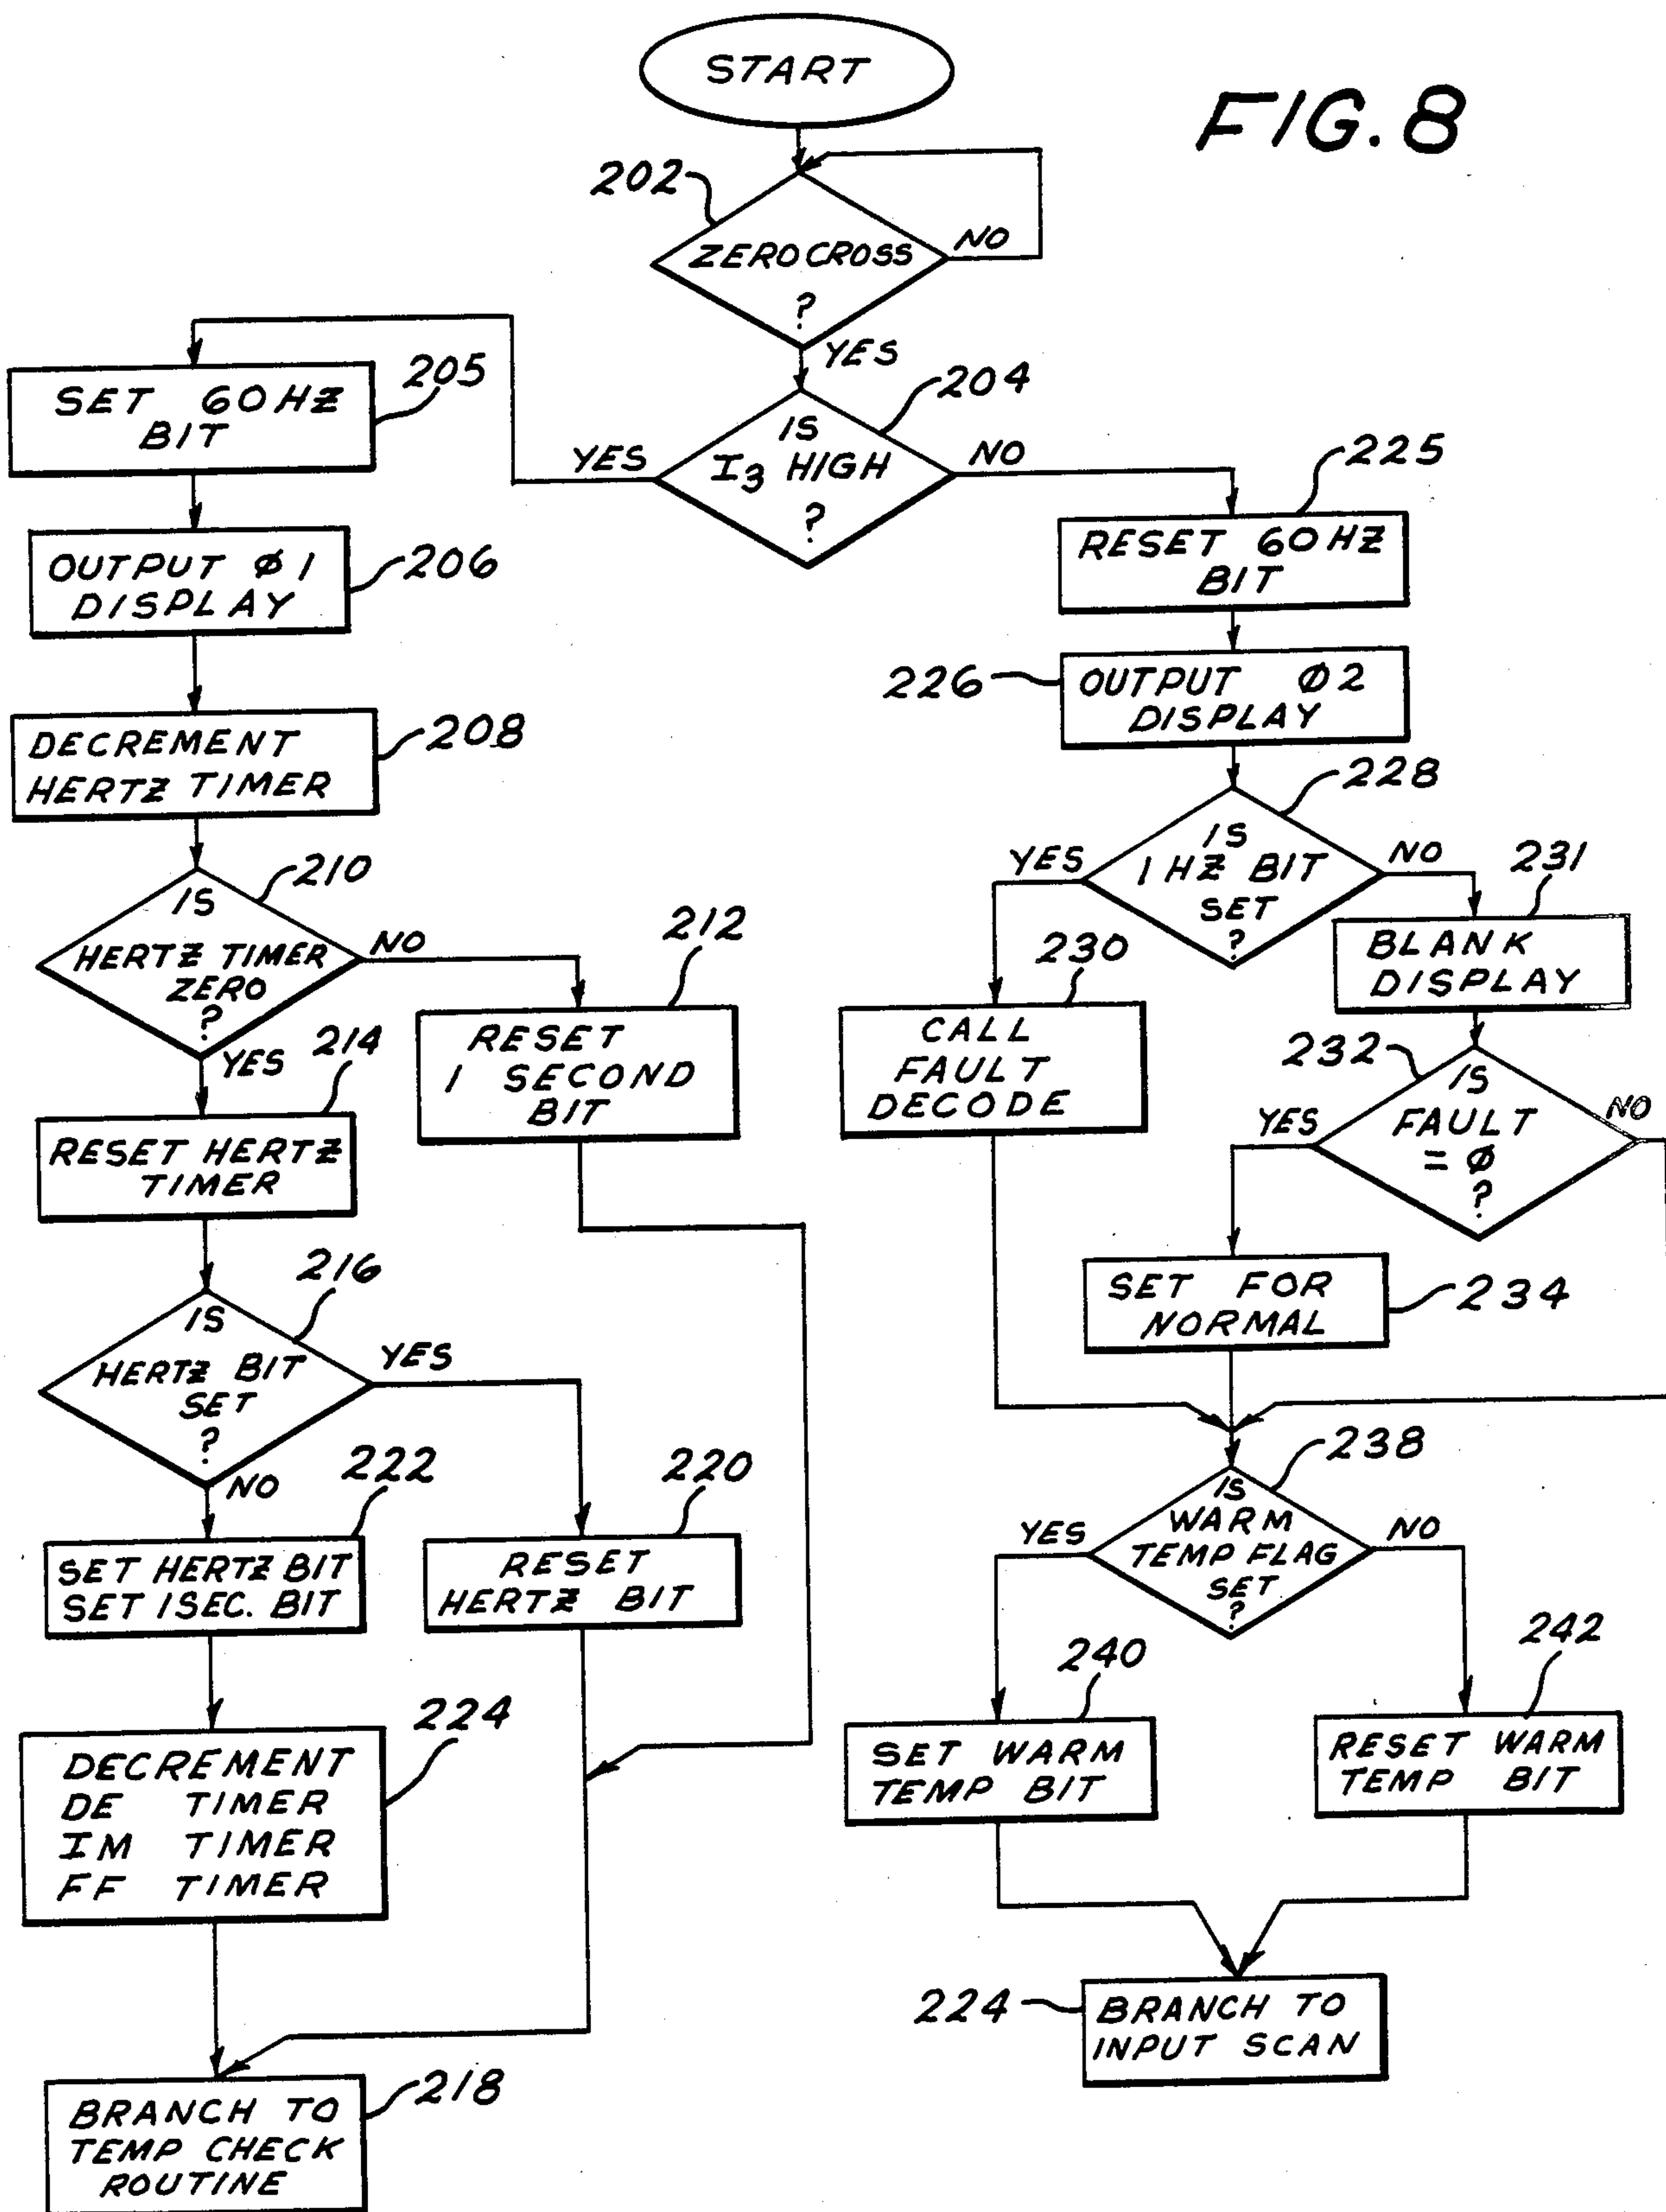 FIG. 8
START
202
ZERO CROSS
?
NO
YES
204
IS
I3 HIGH
?
YES
NO
205
SET 60HZ
BIT
206
OUTPUT Ø 1
DISPLAY
208
DECREMENT
HERTZ TIMER
210
IS
HERTZ TIMER
ZERO
?
NO
YES
212
RESET
1 SECOND
BIT
214
RESET HERTZ
TIMER
216
IS
HERTZ BIT
SET
?
YES
NO
222
SET HERTZ BIT
SET 1SEC. BIT
220
RESET
HERTZ BIT
224
DECREMENT
DE TIMER
IM TIMER
FF TIMER
218
BRANCH TO
TEMP CHECK
ROUTINE
225
RESET 60HZ
BIT
226
OUTPUT Ø2
DISPLAY
228
IS
1 HZ BIT
SET
?
YES
NO
230
CALL
FAULT
DECODE
231
BLANK
DISPLAY
232
IS
FAULT
= Ø
?
YES
NO
SET FOR
NORMAL
234
238
IS
WARM
TEMP FLAG
SET
?
YES
NO
240
SET WARM
TEMP BIT
242
RESET WARM
TEMP BIT
224
BRANCH TO
INPUT SCAN